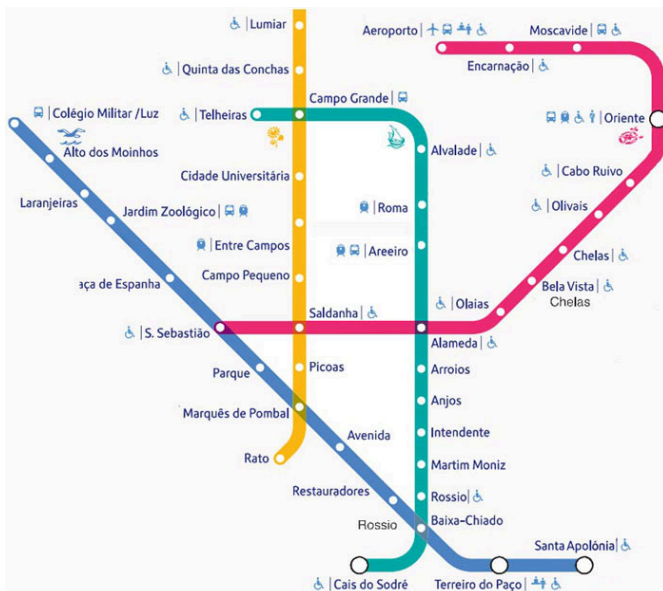 Lumiar
Aeroporto
Moscavide
Quinta das Conchas
Encarnação
Colégio Militar /Luz
Telheiras
Campo Grande
Oriente
Alto dos Moinhos
Alvalade
Cidade Universitária
Cabo Ruivo
Laranjeiras
Jardim Zoológico
Roma
Olivais
Entre Campos
Areeiro
Chelas
aça de Espanha
Campo Pequeno
Bela Vista
Chelas
Saldanha
Olaias
S. Sebastião
Alameda
Parque
Picoas
Arroios
Marquês de Pombal
Anjos
Avenida
Intendente
Rato
Martim Moniz
Restauradores
Rossio
Rossio
Baixa-Chiado
Santa Apolónia
Cais do Sodré
Terreiro do Paço